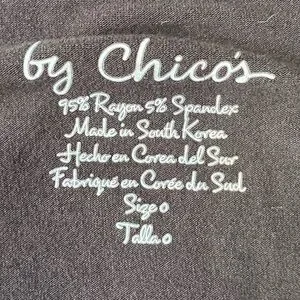 by Chico's
95% Rayon 5% Spandex
Made in South Korea
Hecho en Corea del Sur
Fabriqué en Corée du Sud
Size 0
Talla 0